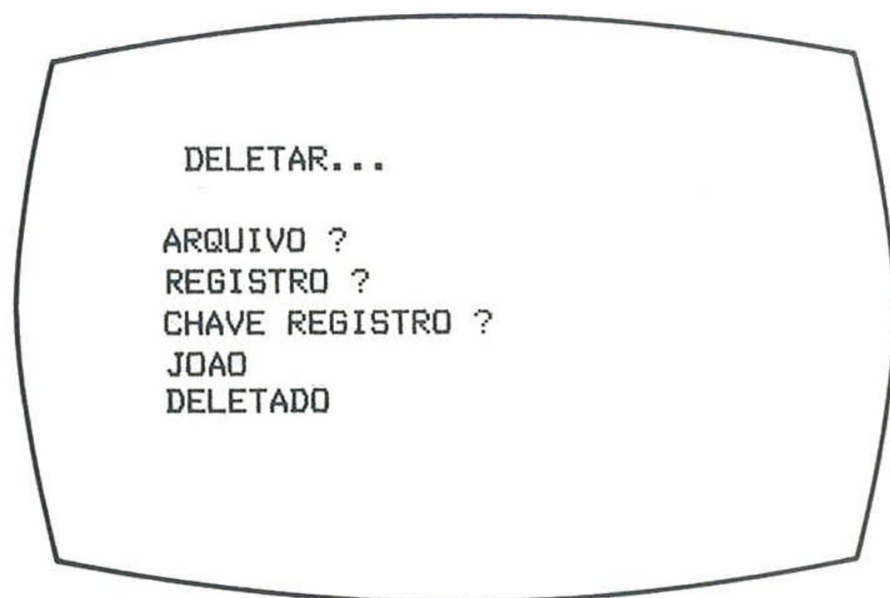 DELETAR...
ARQUIVO ?
REGISTRO ?
CHAVE REGISTRO ?
JOAO
DELETADO